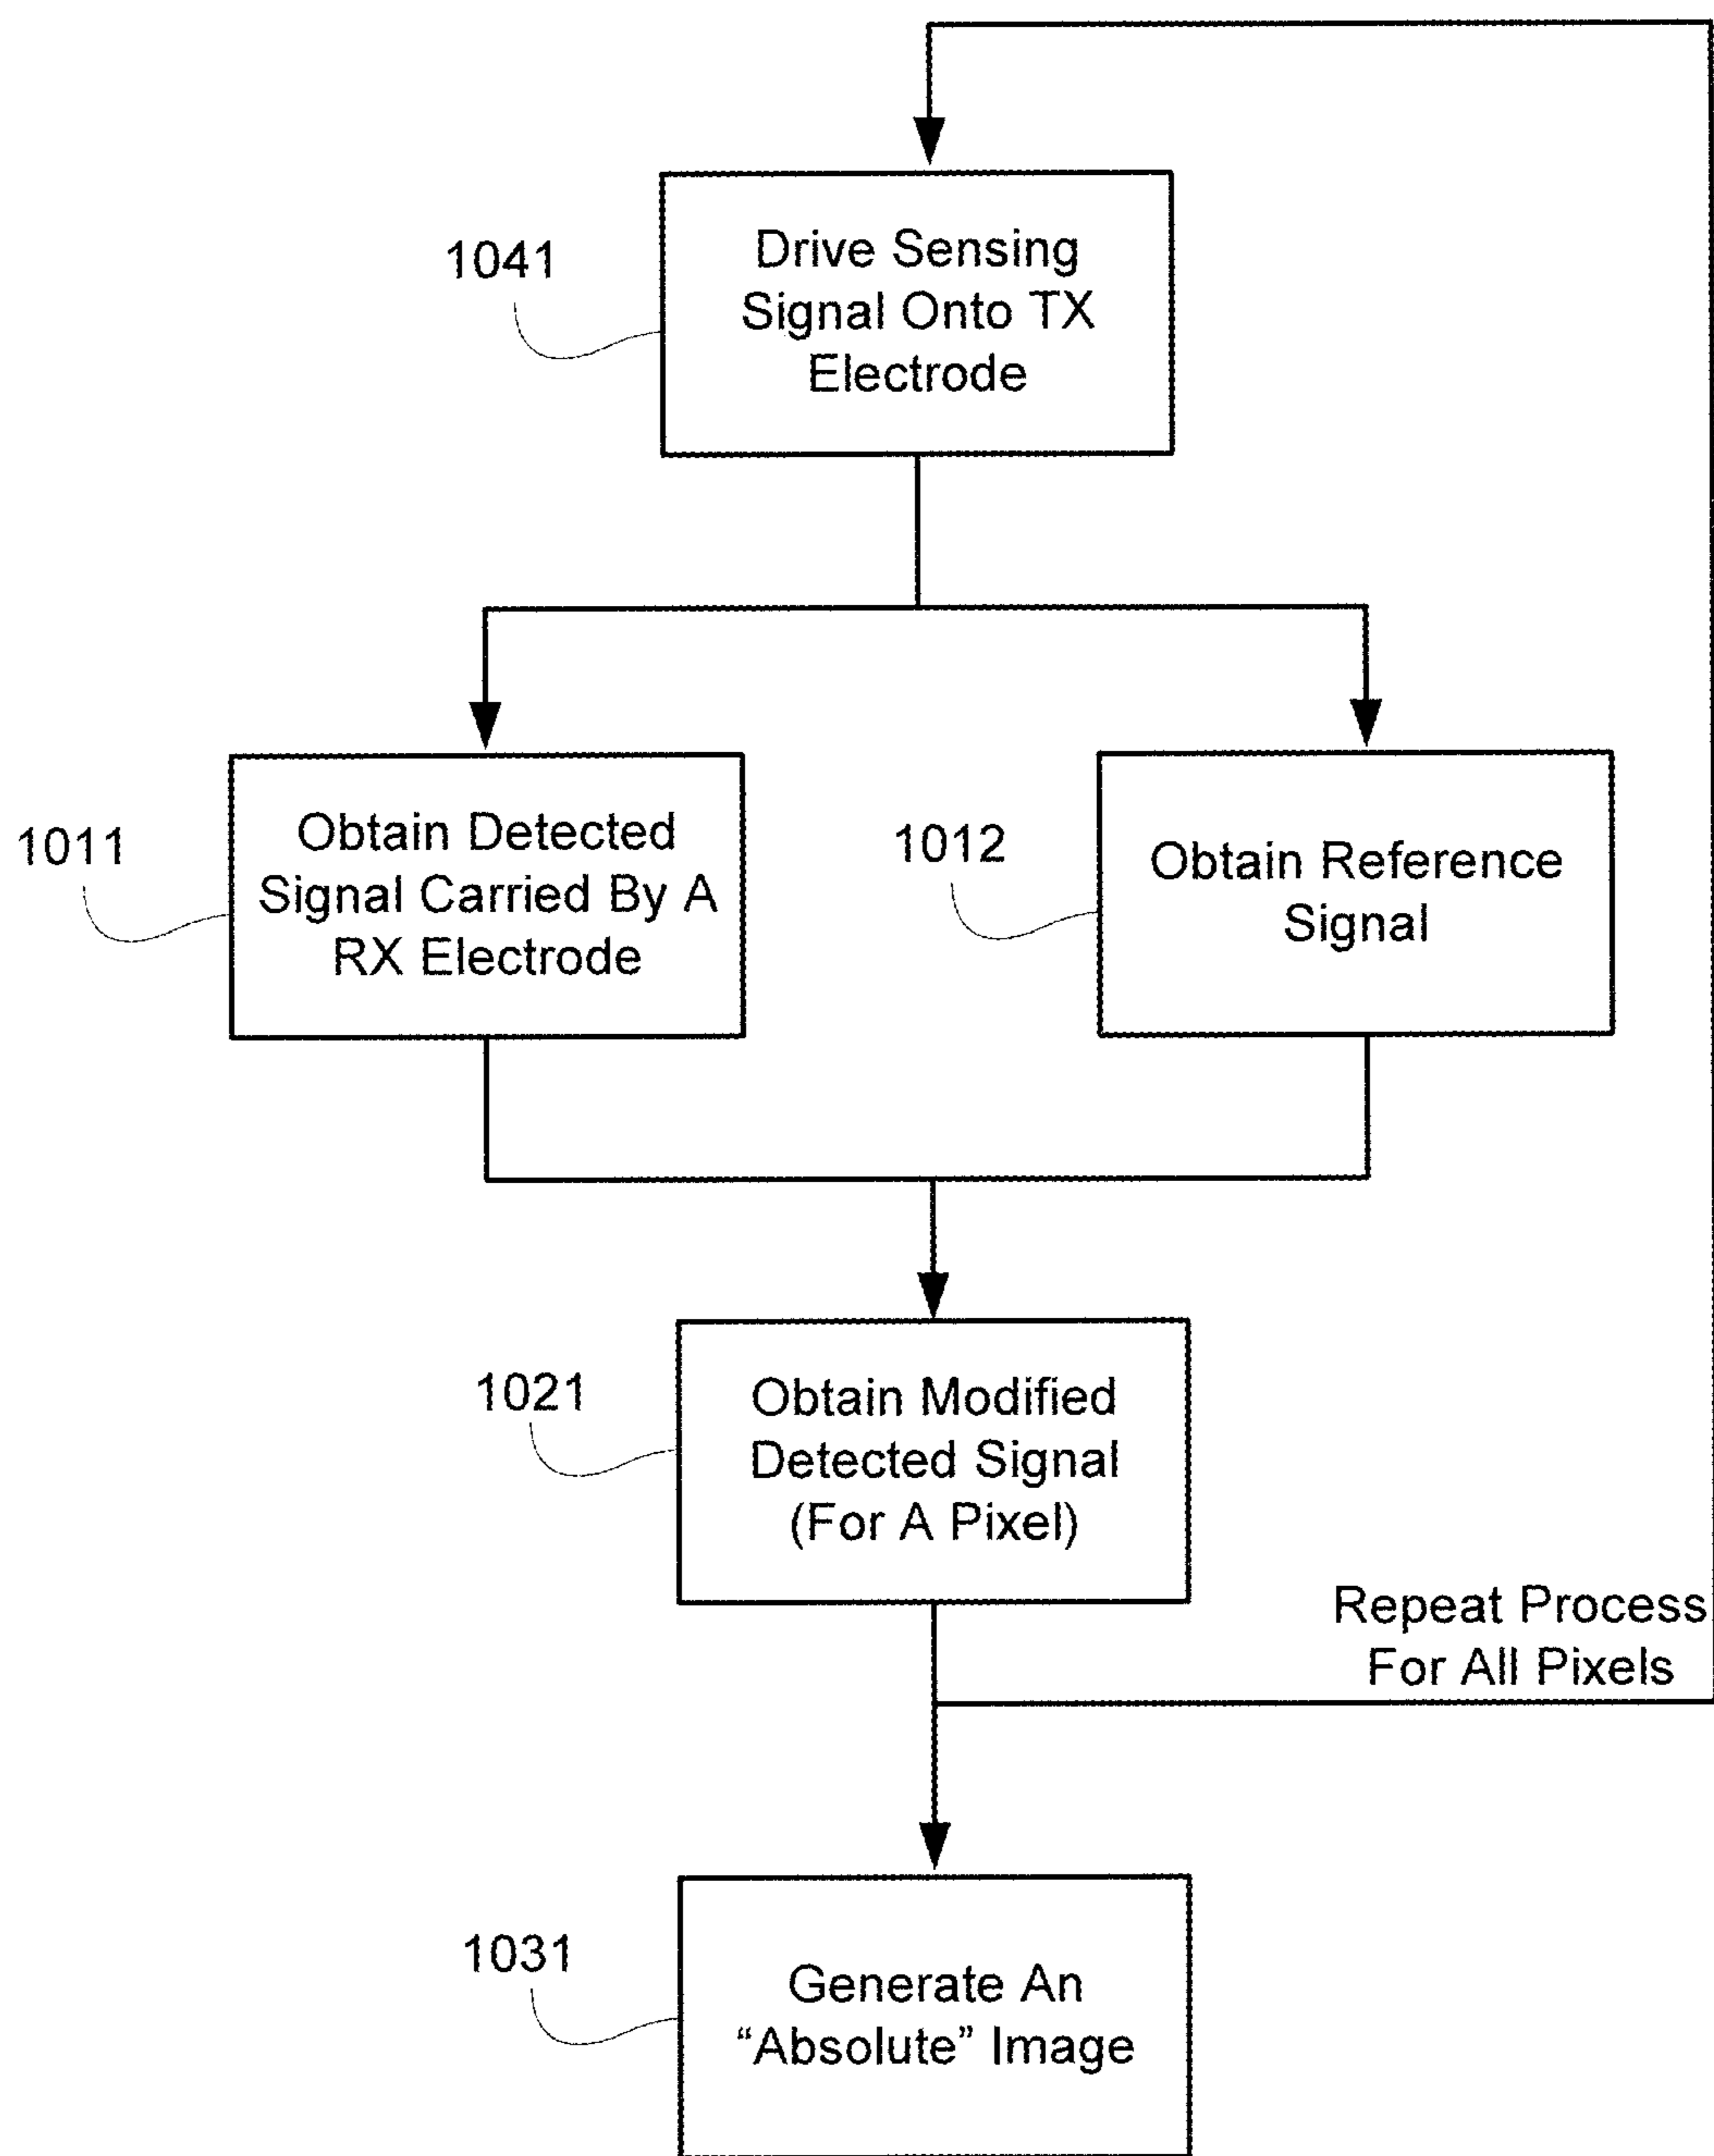 1041
Drive Sensing
Signal Onto TX
Electrode
1011
Obtain Detected
Signal Carried By A
RX Electrode
1012
Obtain Reference
Signal
1021
Obtain Modified
Detected Signal
(For A Pixel)
Repeat Process
For All Pixels
1031
Generate An
“Absolute” Image